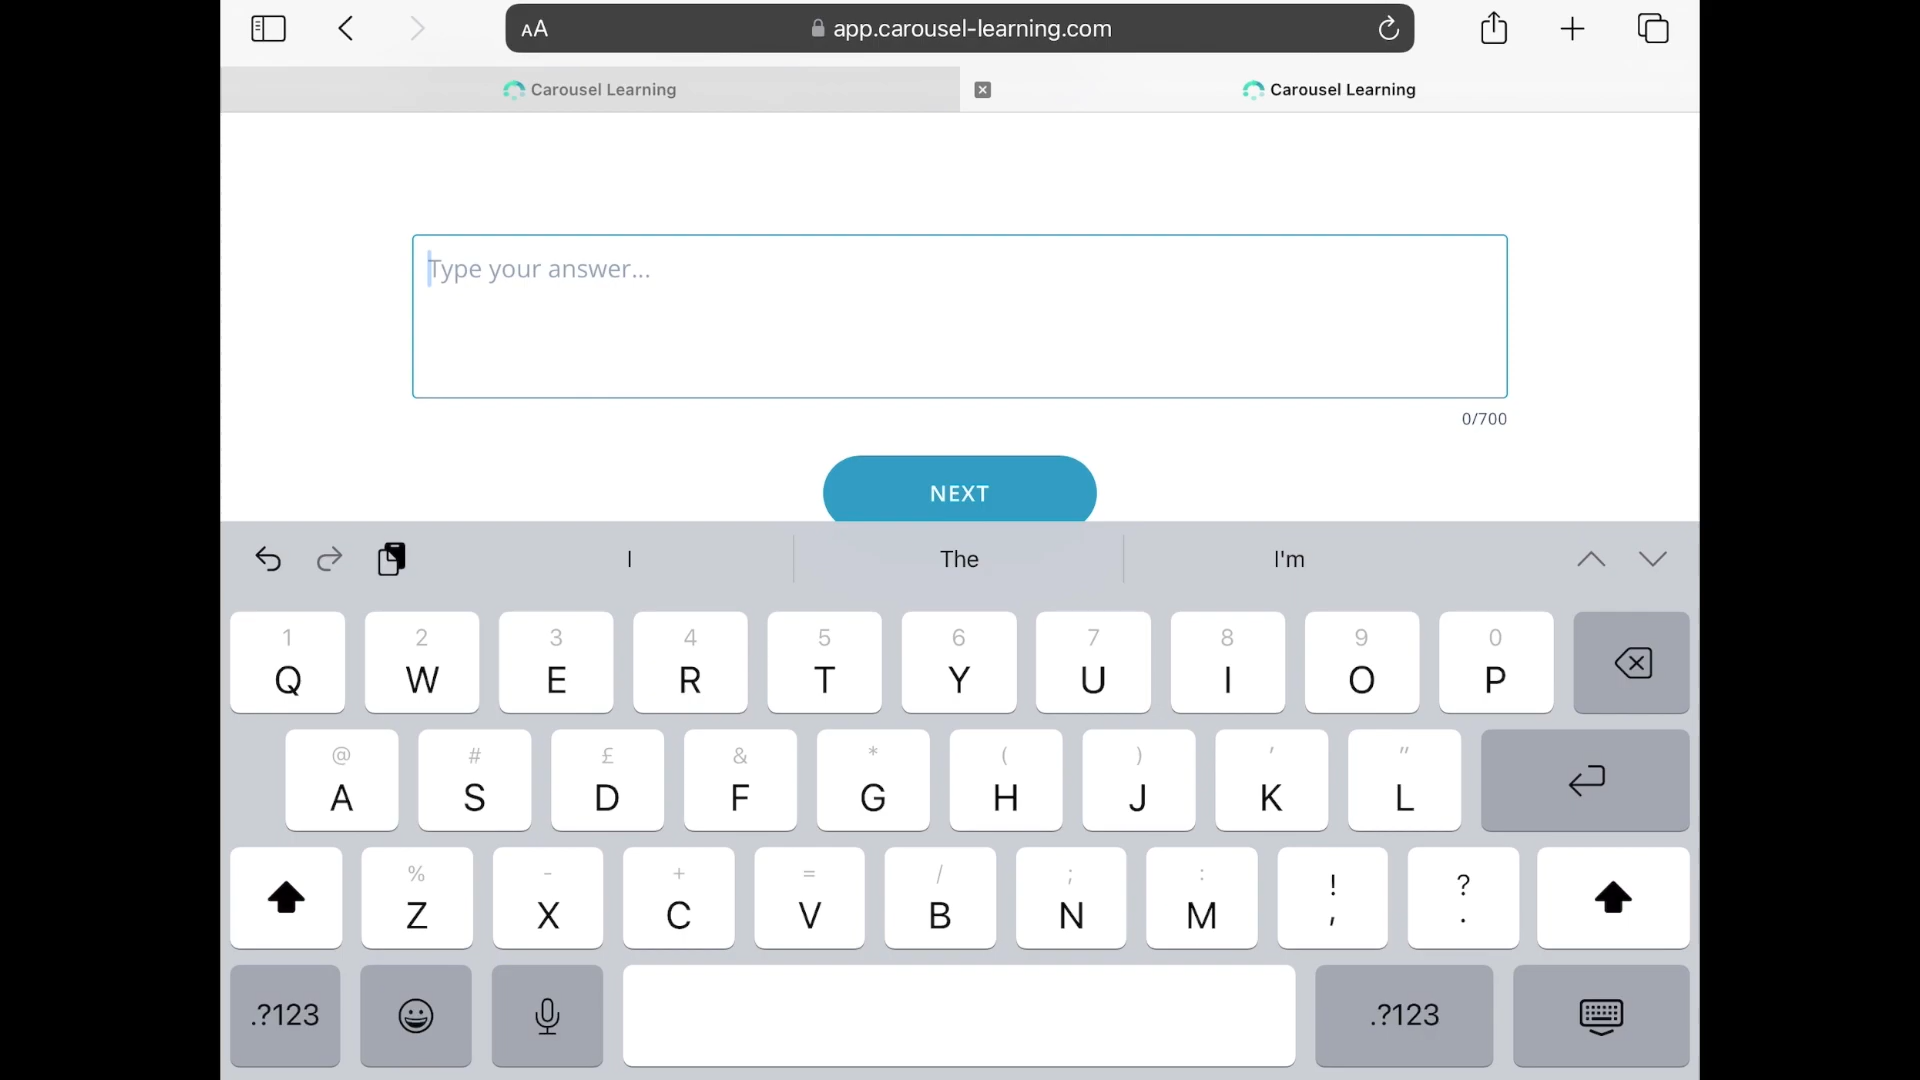 AA app.carousel-learning.com
Carousel Learning Carousel Learning
Type your answer...
0/700
NEXT
I The I'm
1 2 3 4 5 6 7 8 9 0
Q W E R T Y U I O P
@ # £ & * ( ) ' "
A S D F G H J K L
% - + = / ; : ! ?
Z X C V B N M , .
.?123 .?123